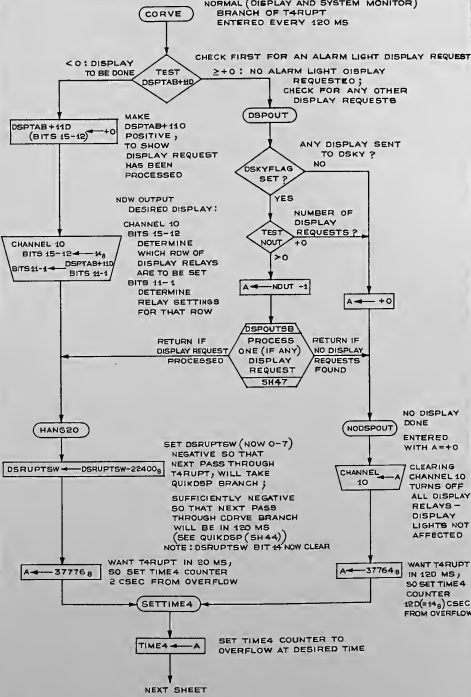 NORMAL (DISPLAY AND SYSTEM MONITOR)
BRANCH OF T4RUPT
ENTERED EVERY 120 MS
CORVE
CHECK FIRST FOR AN ALARM LIGHT DISPLAY REQUEST
<0: DISPLAY
TO BE DONE
TEST
DSPTAB+11D
≥+0: NO ALARM LIGHT DISPLAY
REQUESTED;
CHECK FOR ANY OTHER
DISPLAY REQUESTS
DSPTAB+11D
(BITS 15-12) ← +0
MAKE
DSPTAB+11D
POSITIVE,
TO SHOW
DISPLAY REQUEST
HAS BEEN
PROCESSED
DSPOUT
ANY DISPLAY SENT
TO DSKY?
DSKYFLAG
SET?
NO
YES
NOW OUTPUT
DESIRED DISPLAY:
CHANNEL 10
BITS 15-12
DETERMINE
WHICH ROW OF
DISPLAY RELAYS
ARE TO BE SET
BITS 11-1
DETERMINE
RELAY SETTINGS
FOR THAT ROW
CHANNEL 10
BITS 15-12 ← 14₈
BITS 11-1 ← DSPTAB+11D
BITS 11-1
NUMBER OF
DISPLAY
REQUESTS?
TEST
NOUT
+0
>0
A ← NOUT -1
A ← +0
DSPOUTSB
PROCESS
ONE (IF ANY)
DISPLAY
REQUEST
SH47
RETURN IF
DISPLAY REQUEST
PROCESSED
RETURN IF
NO DISPLAY
REQUESTS
FOUND
HANG20
NODSPOUT
NO DISPLAY
DONE
ENTERED
WITH A=+0
DSRUPTSW ← DSRUPTSW-22400₈
SET DSRUPTSW (NOW 0-7)
NEGATIVE SO THAT
NEXT PASS THROUGH
T4RUPT, WILL TAKE
QUIKDSP BRANCH;
SUFFICIENTLY NEGATIVE
SO THAT NEXT PASS
THROUGH CDRVE BRANCH
WILL BE IN 120 MS
(SEE QUIKDSP (SH44))
NOTE: DSRUPTSW BIT 14 NOW CLEAR
CHANNEL
10 ← A
CLEARING
CHANNEL 10
TURNS OFF
ALL DISPLAY
RELAYS -
DISPLAY
LIGHTS NOT
AFFECTED
A ← 37776₈
WANT T4RUPT
IN 20 MS,
SO SET TIME4 COUNTER
2 CSEC FROM OVERFLOW
A ← 37764₈
WANT T4RUPT
IN 120 MS,
SO SET TIME4
COUNTER
12D(=14₈) CSEC
FROM OVERFLOW
SETTIME4
TIME4 ← A
SET TIME4 COUNTER TO
OVERFLOW AT DESIRED TIME
NEXT SHEET